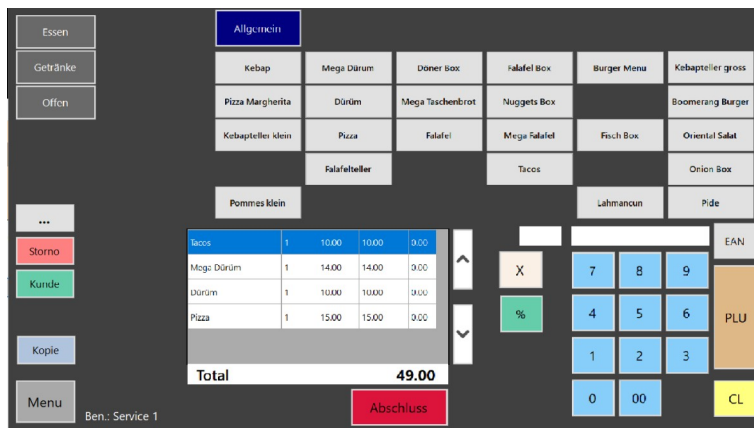 Essen
Getränke
Offen
Allgemein
Kebap Mega Dürum Döner Box Falafel Box Burger Menu Kebapteller gross
Pizza Margherita Dürüm Mega Taschenbrot Nuggets Box Boomerang Burger
Kebapteller klein Pizza Falafel Mega Falafel Fisch Box Oriental Salat
Falafelteller Tacos Onion Box
Pommes klein Lahmancun Pide
...
Storno
Kunde
Kopie
Menu
Ben.: Service 1
Tacos 1 10.00 10.00 0.00
Mega Dürüm 1 14.00 14.00 0.00
Dürüm 1 10.00 10.00 0.00
Pizza 1 15.00 15.00 0.00
Total 49.00
Abschluss
X
%
7 8 9
4 5 6
1 2 3
0 00
EAN
PLU
CL